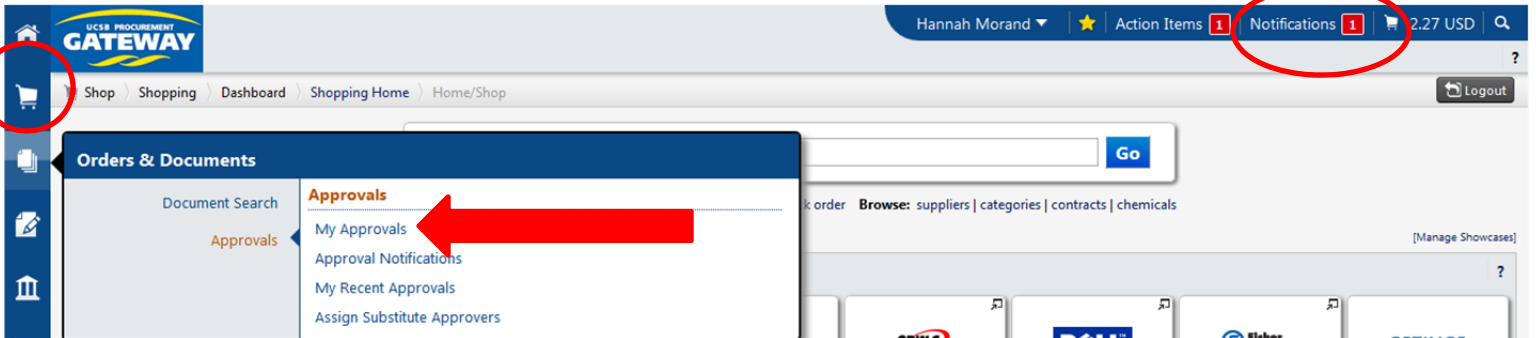 UCSB PROCUREMENT
GATEWAY
Hannah Morand ▼ | ★ | Action Items 1 | Notifications 1 | 2.27 USD |
?
Shop Shopping Dashboard Shopping Home Home/Shop
Logout
Orders & Documents
Go
Document Search
Approvals
Approvals
My Approvals
Approval Notifications
My Recent Approvals
Assign Substitute Approvers
order Browse: suppliers | categories | contracts | chemicals
[Manage Showcases]
?
DELL
Fisher